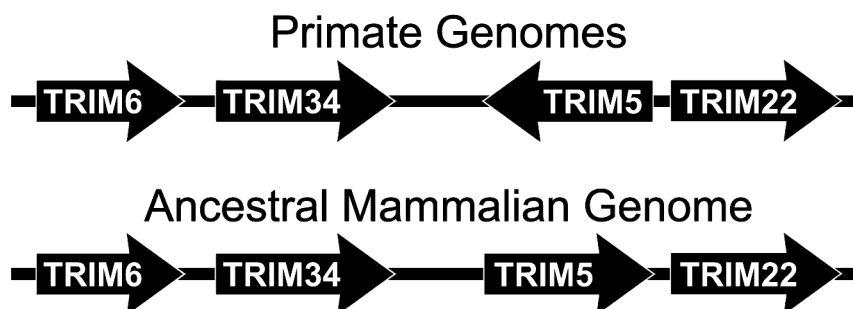 Primate Genomes
TRIM6 TRIM34 TRIM5 TRIM22
Ancestral Mammalian Genome
TRIM6 TRIM34 TRIM5 TRIM22